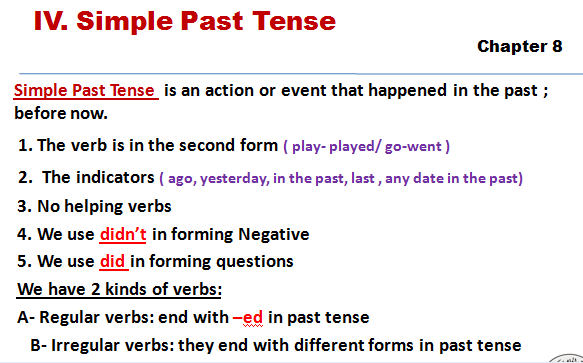 IV. Simple Past Tense
Chapter 8
Simple Past Tense is an action or event that happened in the past ;
before now.
1. The verb is in the second form ( play- played/ go-went )
2. The indicators ( ago, yesterday, in the past, last , any date in the past)
3. No helping verbs
4. We use didn't in forming Negative
5. We use did in forming questions
We have 2 kinds of verbs:
A- Regular verbs: end with –ed in past tense
B- Irregular verbs: they end with different forms in past tense